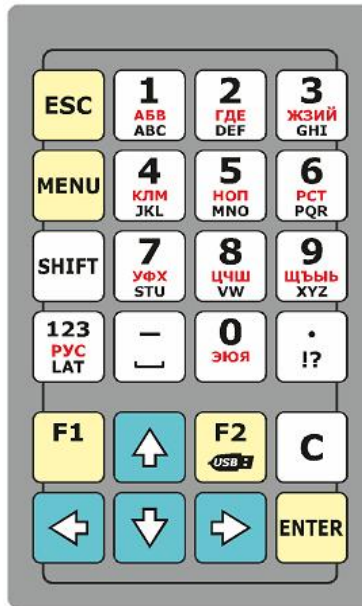 ESC
1
АБВ
ABC
2
ГДЕ
DEF
3
ЖЗИЙ
GHI
MENU
4
КЛМ
JKL
5
НОП
MNO
6
РСТ
PQR
SHIFT
7
УФХ
STU
8
ЦЧШ
VW
9
ЩЪЫЬ
XYZ
123
РУС
LAT
–
0
ЭЮЯ
.
!?
F1
F2
USB
C
ENTER